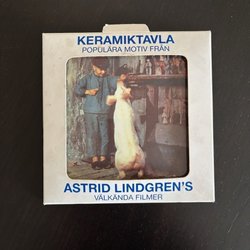 KERAMIKTAVLA
POPULÄRA MOTIV FRÅN
ASTRID LINDGREN'S
VÄLKÄNDA FILMER